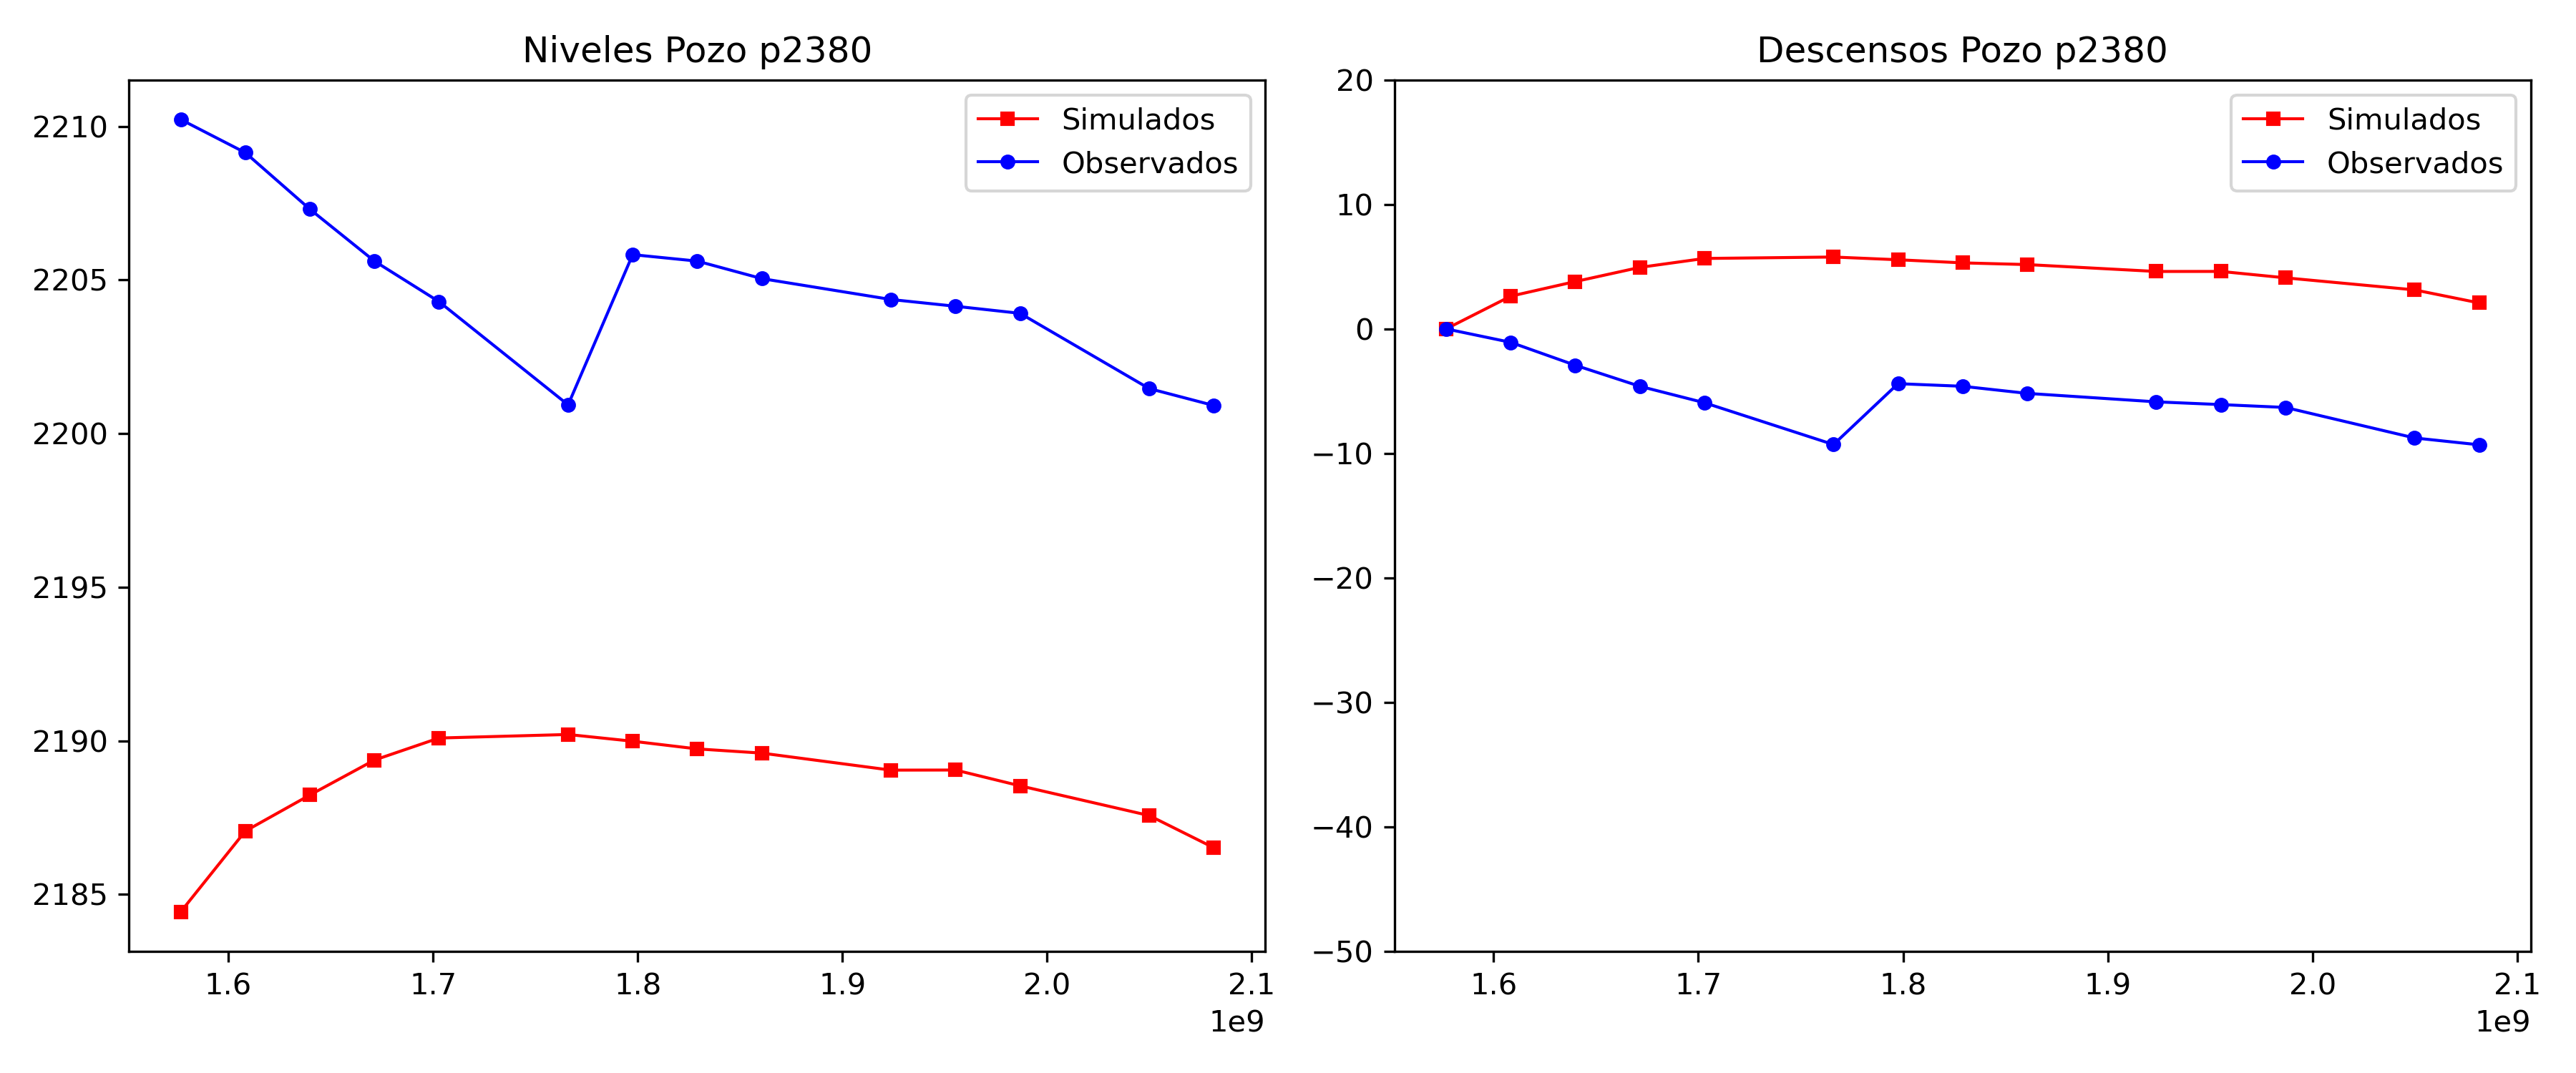 Niveles Pozo p2380
Simulados
Observados
2210
2205
2200
2195
2190
2185
1.6 1.7 1.8 1.9 2.0 2.1
1e9
Descensos Pozo p2380
Simulados
Observados
20
10
0
−10
−20
−30
−40
−50
1.6 1.7 1.8 1.9 2.0 2.1
1e9